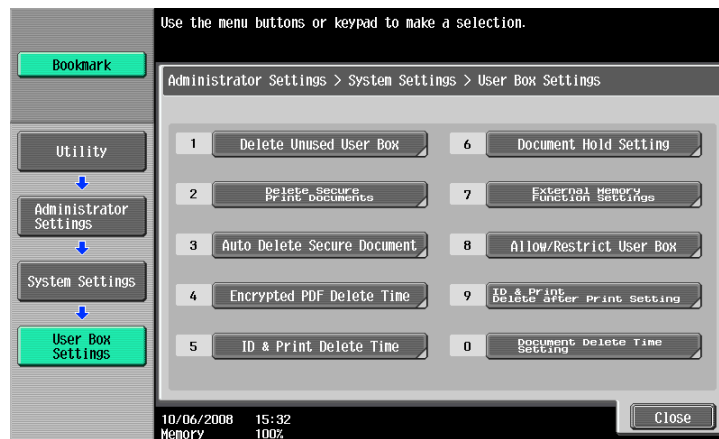 Use the menu buttons or keypad to make a selection.
Bookmark
Administrator Settings > System Settings > User Box Settings
Utility
Administrator
Settings
System Settings
User Box
Settings
1 Delete Unused User Box
2 Delete Secure
Print Documents
3 Auto Delete Secure Document
4 Encrypted PDF Delete Time
5 ID & Print Delete Time
6 Document Hold Setting
7 External Memory
Function Settings
8 Allow/Restrict User Box
9 ID & Print
Delete after Print Setting
0 Document Delete Time
Setting
10/06/2008 15:32
Memory 100%
Close